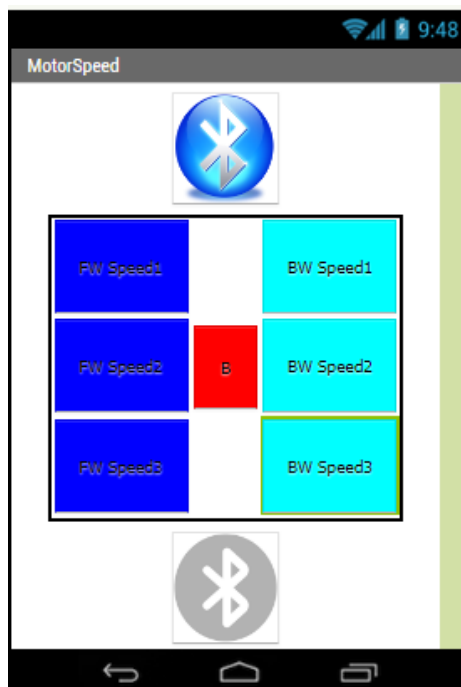 9:48
MotorSpeed
FW Speed1
BW Speed1
FW Speed2
B
BW Speed2
FW Speed3
BW Speed3